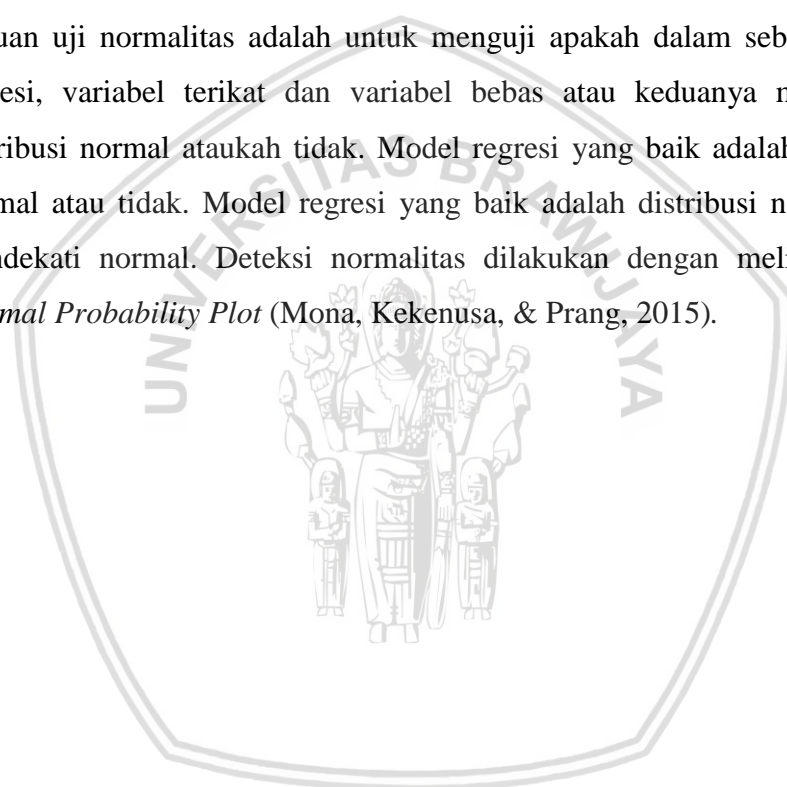 uan uji normalitas adalah untuk menguji apakah dalam seb
esi, variabel terikat dan variabel bebas atau keduanya m
ribusi normal ataukah tidak. Model regresi yang baik adalah
mal atau tidak. Model regresi yang baik adalah distribusi n
ndekati normal. Deteksi normalitas dilakukan dengan mel
mal Probability Plot (Mona, Kekenusa, & Prang, 2015).
UNIVERSITAS BRAWIJAYA